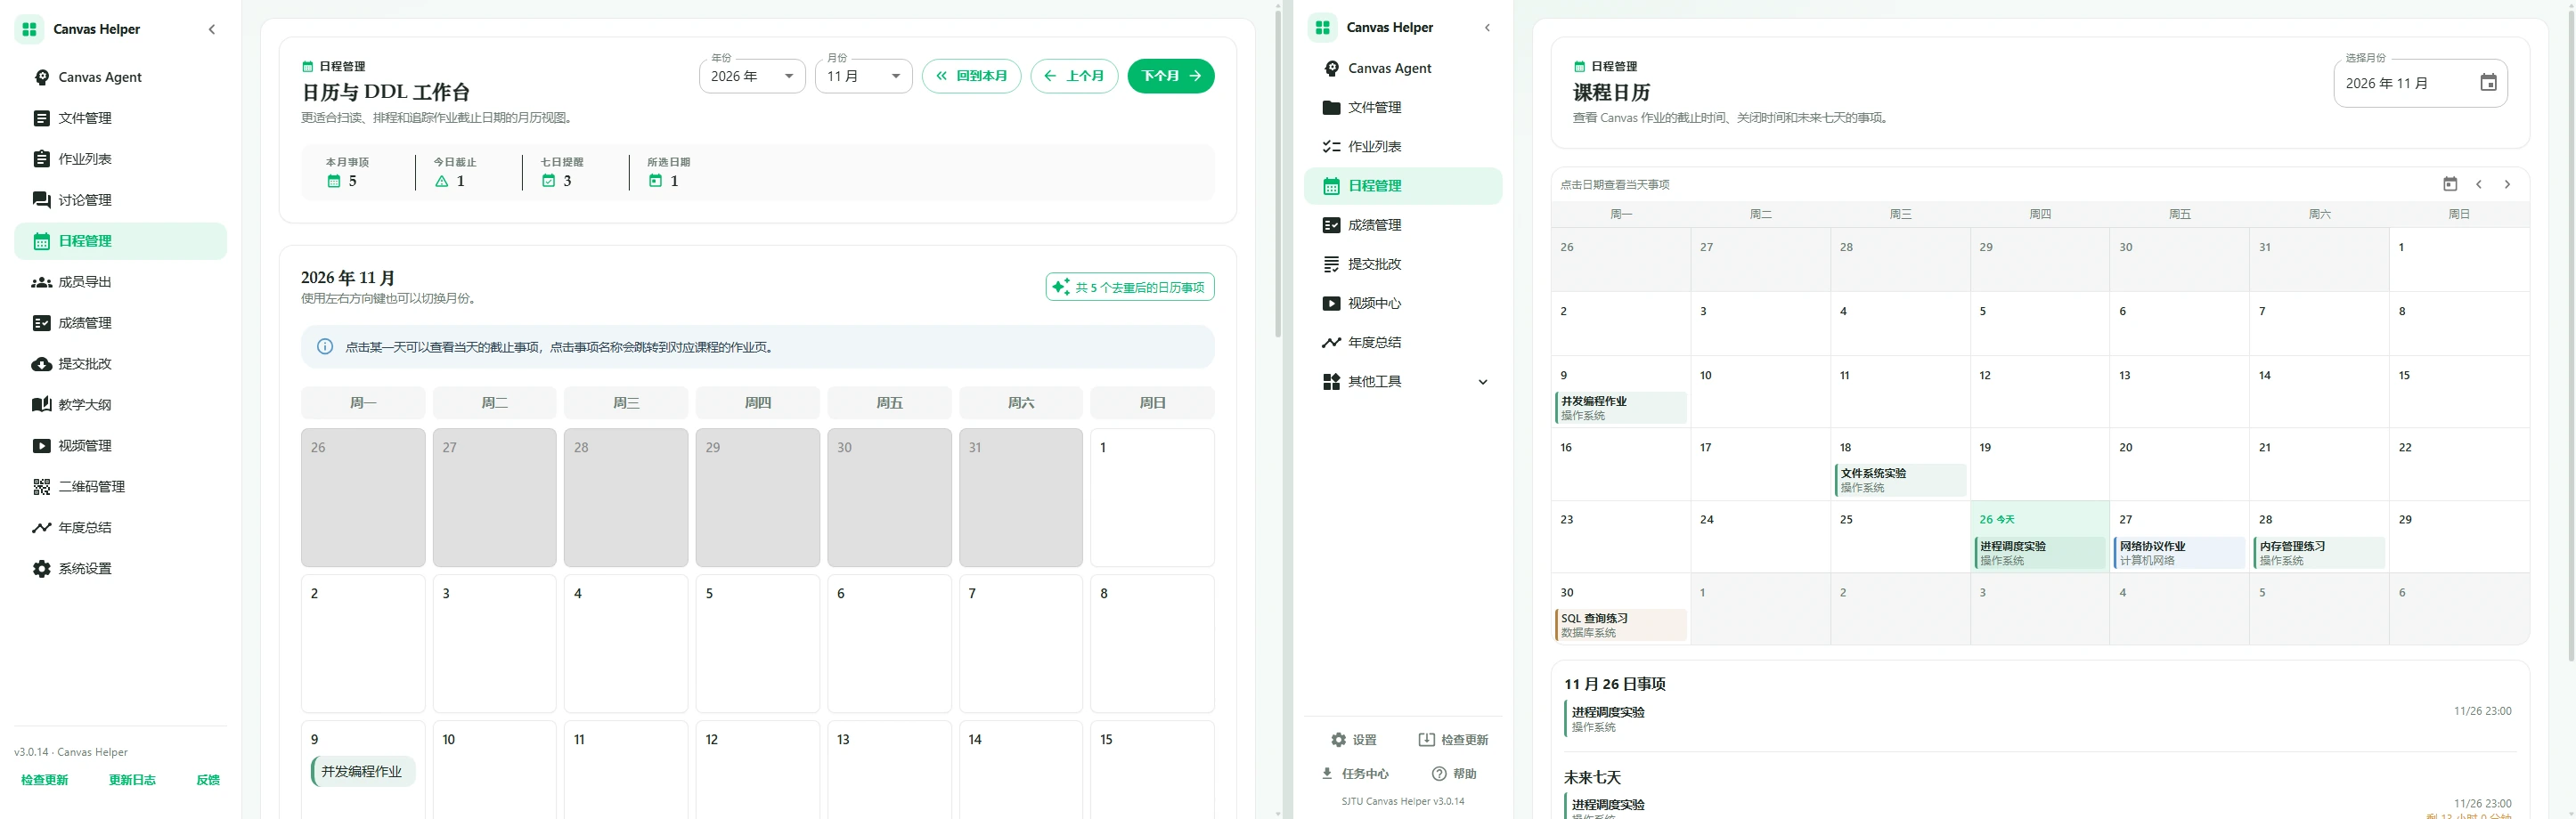 Canvas Helper
Canvas Agent
文件管理
作业列表
讨论管理
日程管理
成员导出
成绩管理
提交批改
教学大纲
视频管理
二维码管理
年度总结
系统设置
v3.0.14 · Canvas Helper
检查更新 更新日志 反馈
日程管理
日历与 DDL 工作台
更适合扫读、排程和追踪作业截止日期的月历视图。
年份
2026 年
月份
11 月
回到本月
上个月
下个月
本月事项 今日截止 七日提醒 所选日期
5 1 3 1
2026 年 11 月
使用左右方向键也可以切换月份。
共 5 个去重后的日历事项
点击某一天可以查看当天的截止事项，点击事项名称会跳转到对应课程的作业页。
周一 周二 周三 周四 周五 周六 周日
26 27 28 29 30 31 1
2 3 4 5 6 7 8
9 10 11 12 13 14 15
并发编程作业
Canvas Helper
Canvas Agent
文件管理
作业列表
日程管理
成绩管理
提交批改
视频中心
年度总结
其他工具
设置 检查更新
任务中心 帮助
SJTU Canvas Helper v3.0.14
日程管理
课程日历
查看 Canvas 作业的截止时间、关闭时间和未来七天的事项。
选择月份
2026 年 11 月
点击日期查看当天事项
周一 周二 周三 周四 周五 周六 周日
26 27 28 29 30 31 1
2 3 4 5 6 7 8
9 10 11 12 13 14 15
并发编程作业
操作系统
16 17 18 19 20 21 22
文件系统实验
操作系统
23 24 25 26 今天 27 28 29
进程调度实验 网络协议作业 内存管理练习
操作系统 计算机网络 操作系统
30 1 2 3 4 5 6
SQL 查询练习
数据库系统
11 月 26 日事项
进程调度实验 11/26 23:00
操作系统
未来七天
进程调度实验 11/26 23:00